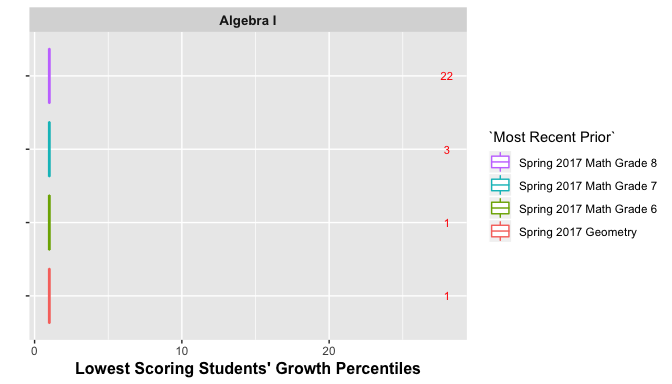 Algebra I
22
3
1
1
0 10 20
Lowest Scoring Students' Growth Percentiles
`Most Recent Prior`
Spring 2017 Math Grade 8
Spring 2017 Math Grade 7
Spring 2017 Math Grade 6
Spring 2017 Geometry